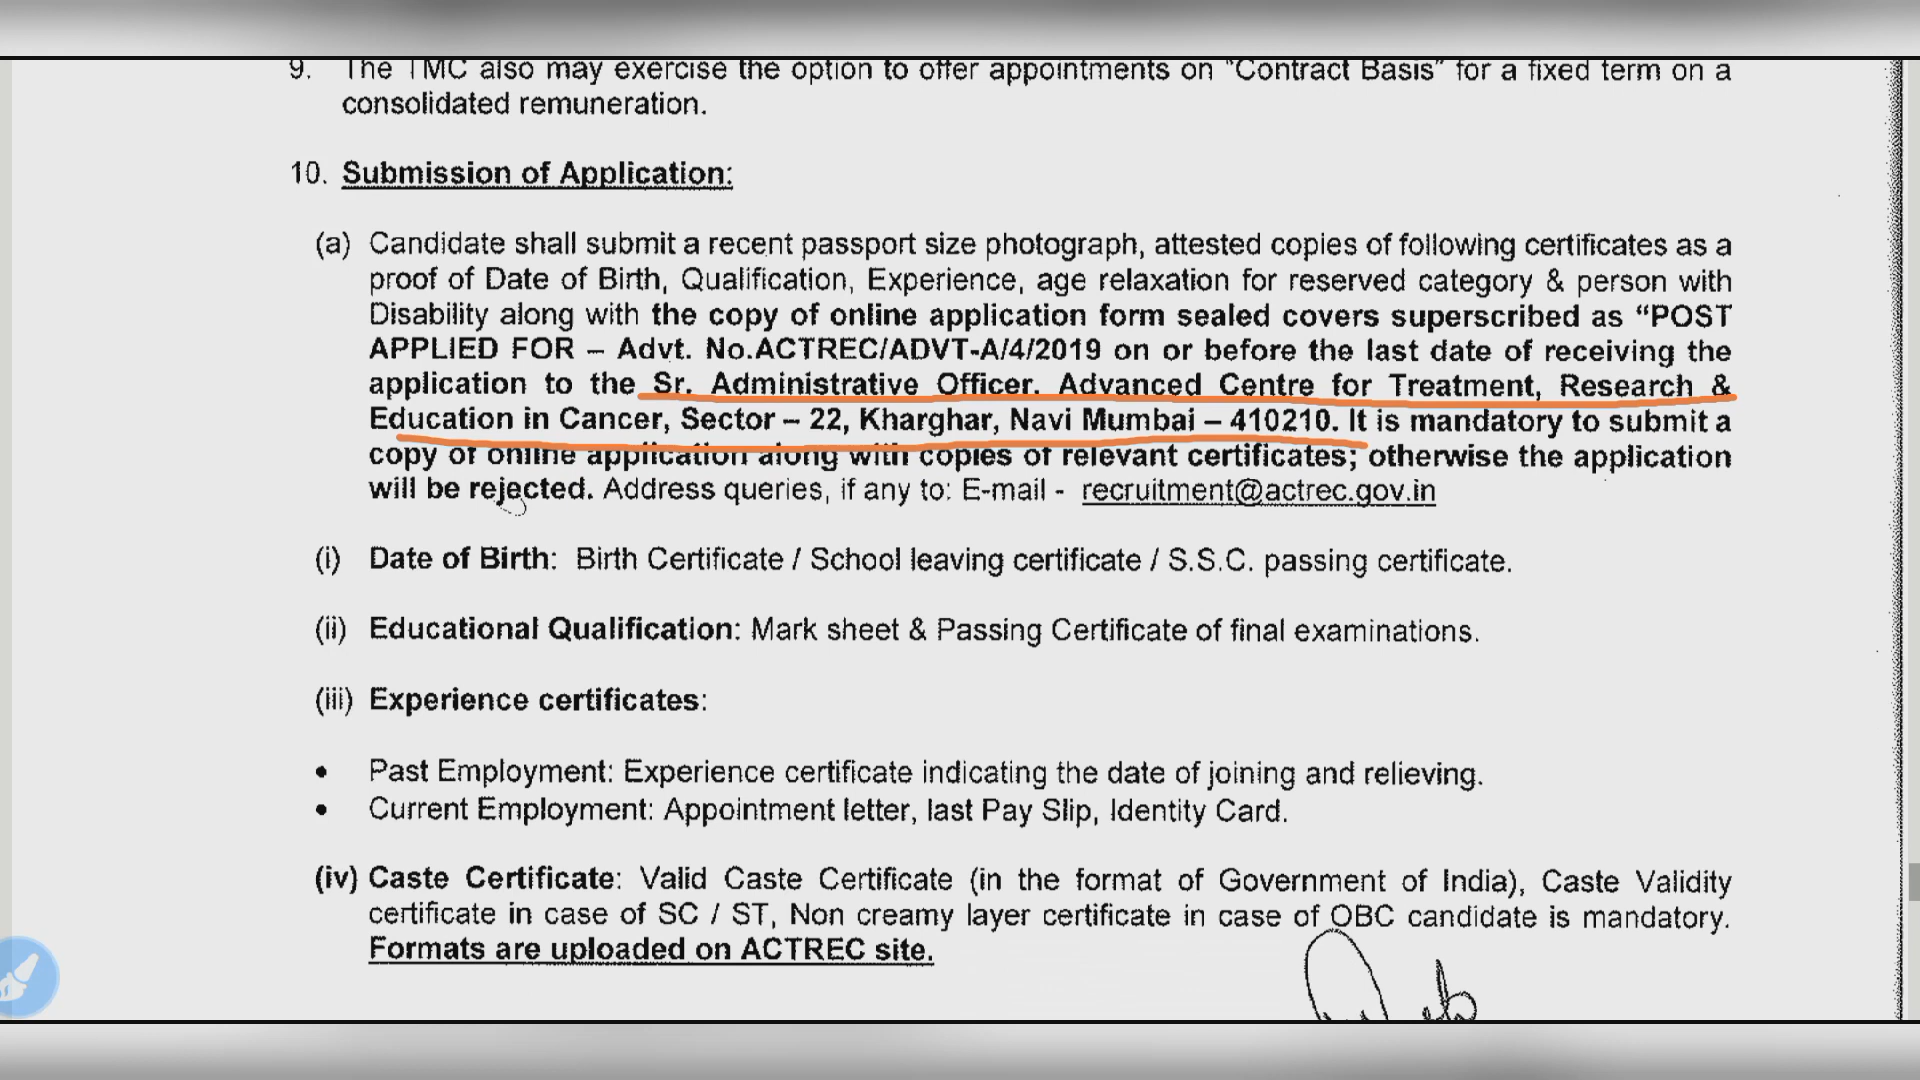 9. The TMC also may exercise the option to offer appointments on "Contract Basis" for a fixed term on a
consolidated remuneration.
10. Submission of Application:
(a) Candidate shall submit a recent passport size photograph, attested copies of following certificates as a
proof of Date of Birth, Qualification, Experience, age relaxation for reserved category & person with
Disability along with the copy of online application form sealed covers superscribed as “POST
APPLIED FOR – Advt. No.ACTREC/ADVT-A/4/2019 on or before the last date of receiving the
application to the Sr. Administrative Officer. Advanced Centre for Treatment, Research &
Education in Cancer, Sector – 22, Kharghar, Navi Mumbai – 410210. It is mandatory to submit a
copy of online application along with copies of relevant certificates; otherwise the application
will be rejected. Address queries, if any to: E-mail - recruitment@actrec.gov.in
(i) Date of Birth: Birth Certificate / School leaving certificate / S.S.C. passing certificate.
(ii) Educational Qualification: Mark sheet & Passing Certificate of final examinations.
(iii) Experience certificates:
• Past Employment: Experience certificate indicating the date of joining and relieving.
• Current Employment: Appointment letter, last Pay Slip, Identity Card.
(iv) Caste Certificate: Valid Caste Certificate (in the format of Government of India), Caste Validity
certificate in case of SC / ST, Non creamy layer certificate in case of OBC candidate is mandatory.
Formats are uploaded on ACTREC site.